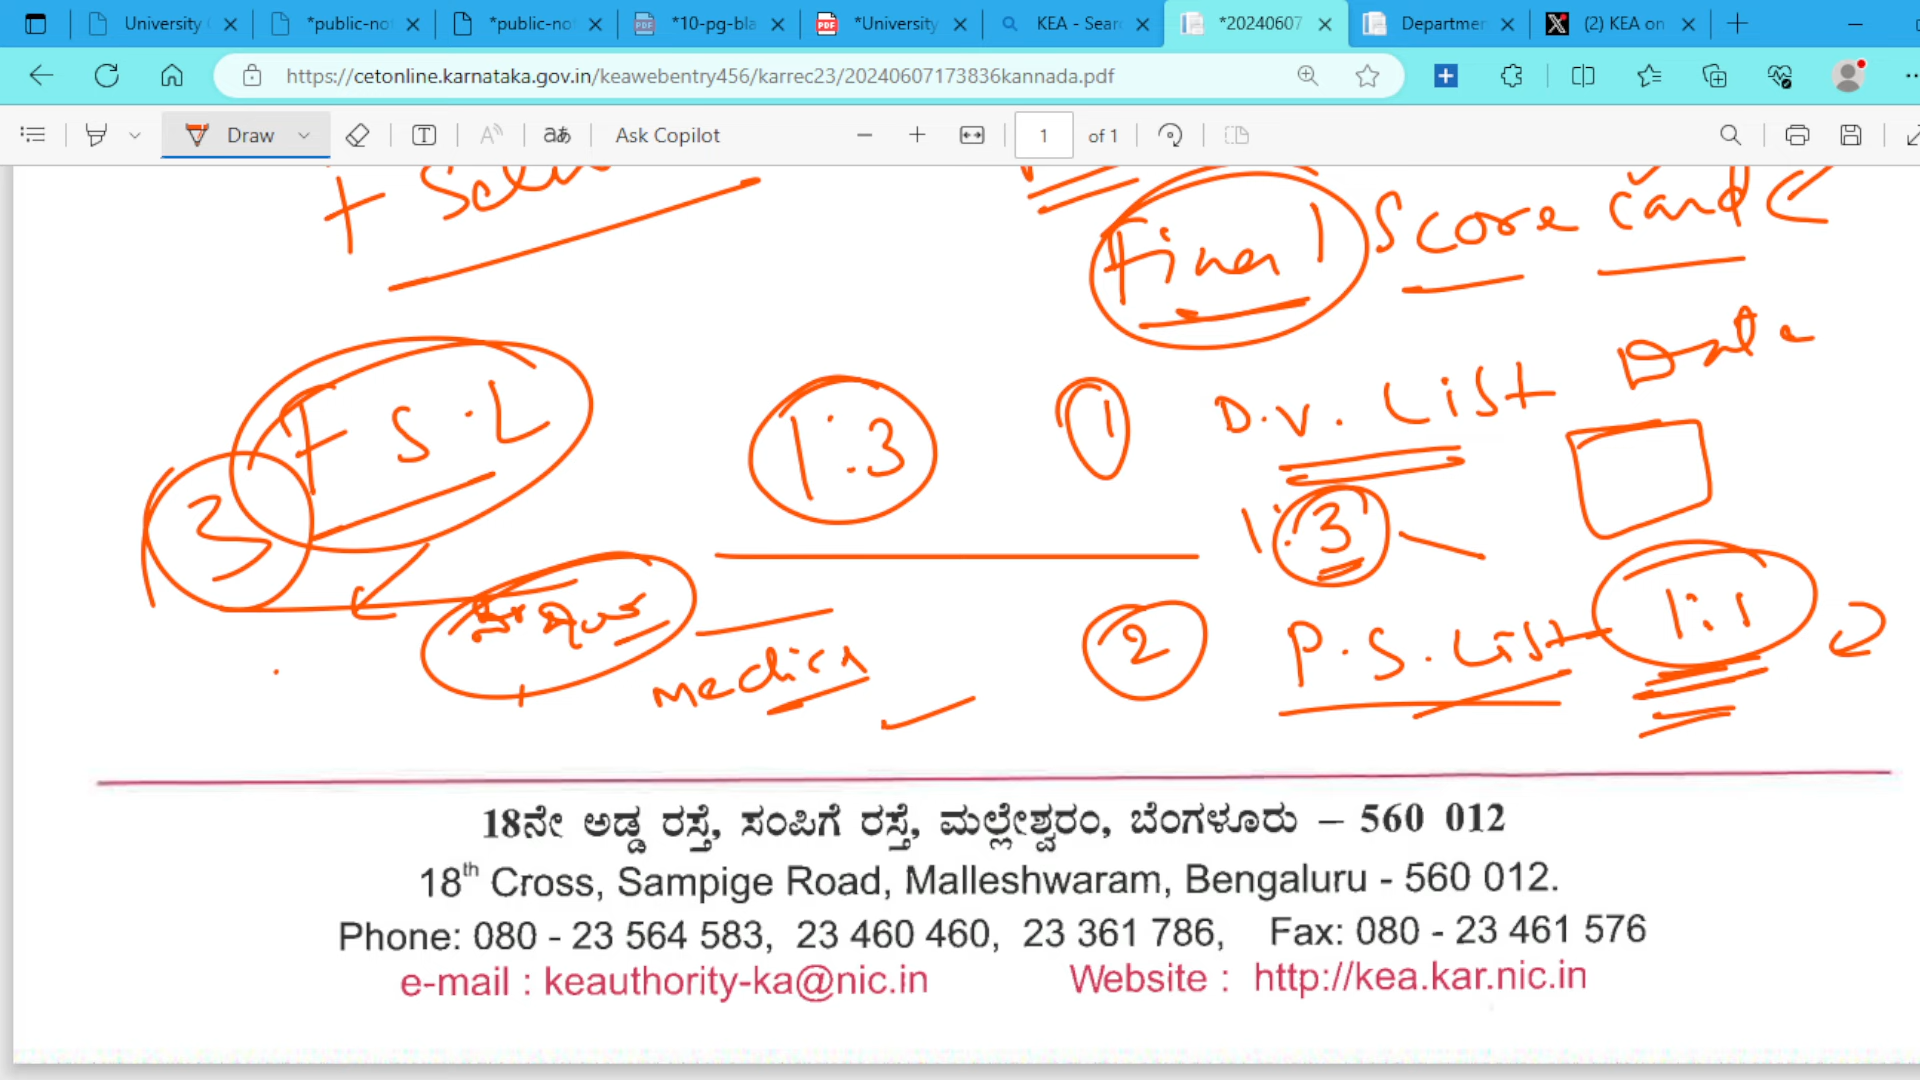 University
*public-no
*public-no
*10-pg-bla
*University
KEA - Sear
*20240607
Departmen
(2) KEA on
https://cetonline.karnataka.gov.in/keawebentry456/karrec23/20240607173836kannada.pdf
Draw
Ask Copilot
1 of 1
+
Final Score card
F S.L
1:3
1 D.V. List Date
3
1:3
medica
2 P.S. List 1:1
18ನೇ ಅಡ್ಡ ರಸ್ತೆ, ಸಂಪಿಗೆ ರಸ್ತೆ, ಮಲ್ಲೇಶ್ವರಂ, ಬೆಂಗಳೂರು – 560 012
18th Cross, Sampige Road, Malleshwaram, Bengaluru - 560 012.
Phone: 080 - 23 564 583, 23 460 460, 23 361 786, Fax: 080 - 23 461 576
e-mail : keauthority-ka@nic.in Website : http://kea.kar.nic.in